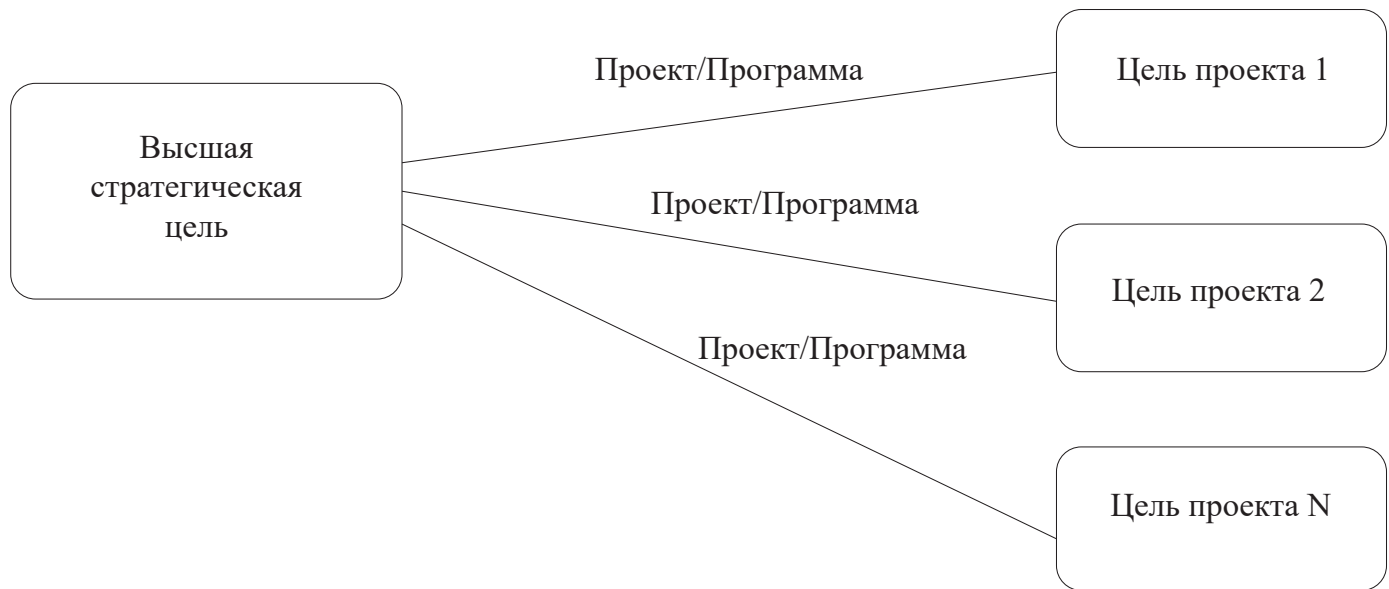 Проект/Программа
Цель проекта 1
Высшая
стратегическая
цель
Проект/Программа
Цель проекта 2
Проект/Программа
Цель проекта N